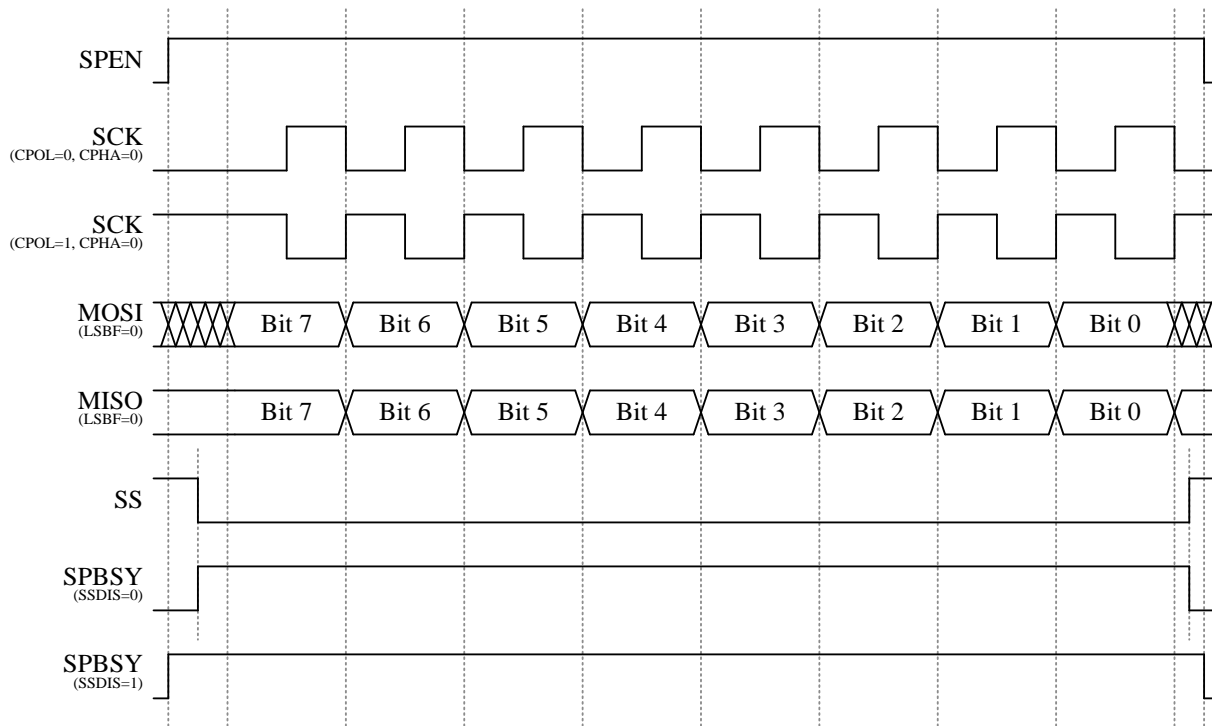 SPEN
SCK
(CPOL=0, CPHA=0)
SCK
(CPOL=1, CPHA=0)
MOSI
(LSBF=0)
Bit 7 Bit 6 Bit 5 Bit 4 Bit 3 Bit 2 Bit 1 Bit 0
MISO
(LSBF=0)
Bit 7 Bit 6 Bit 5 Bit 4 Bit 3 Bit 2 Bit 1 Bit 0
SS
SPBSY
(SSDIS=0)
SPBSY
(SSDIS=1)